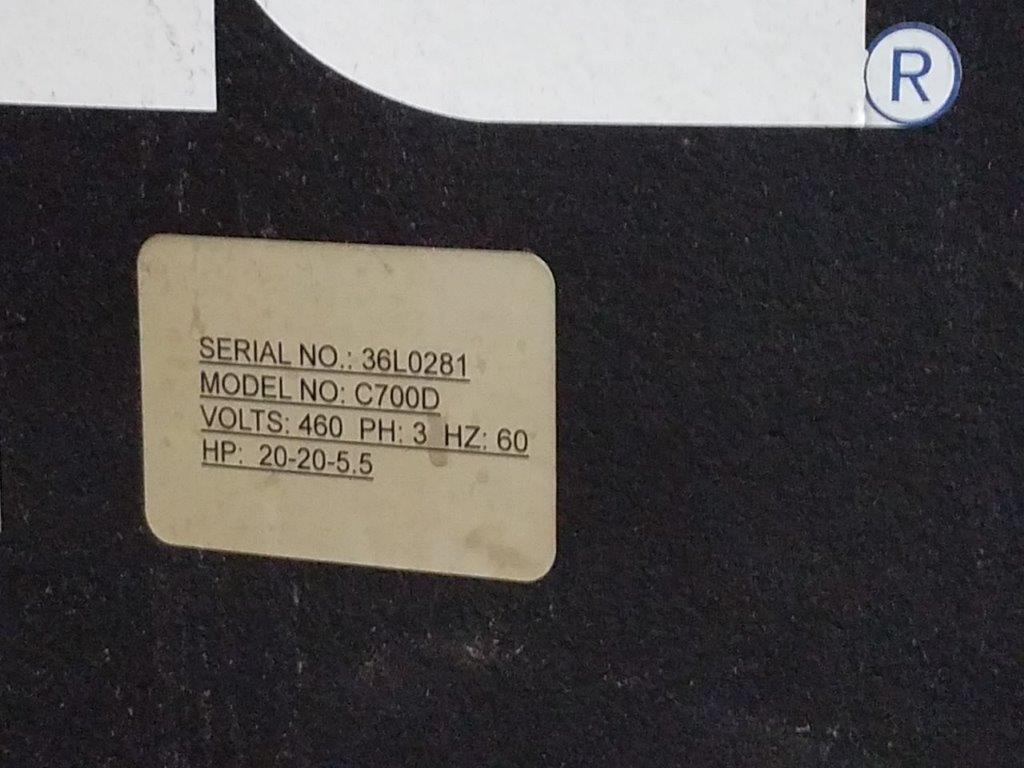 ®
SERIAL NO.: 36L0281
MODEL NO: C700D
VOLTS: 460 PH: 3 HZ: 60
HP: 20-20-5.5